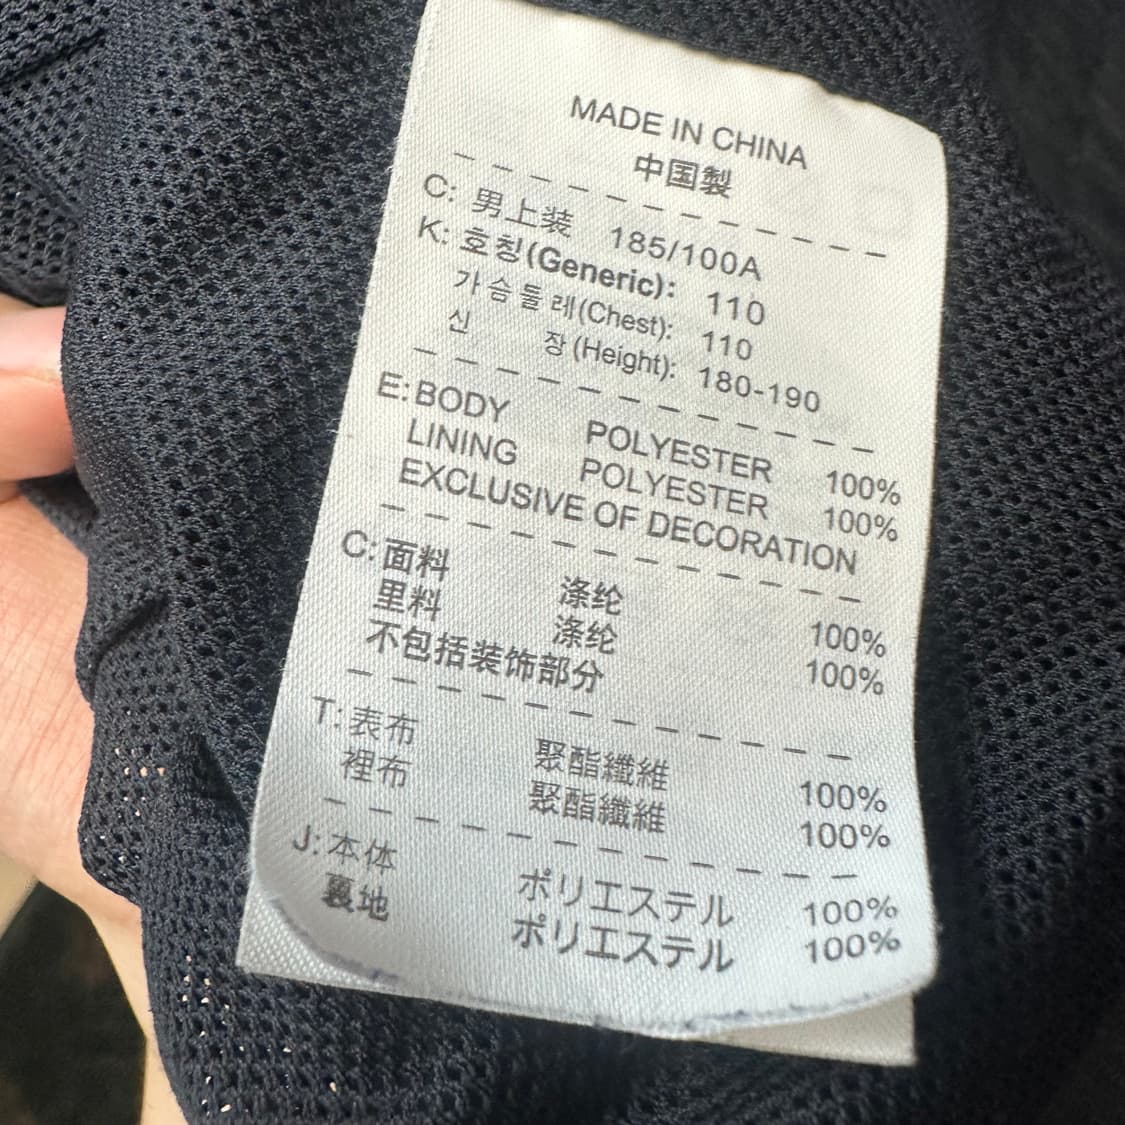 MADE IN CHINA
中国製
C: 男上装 185/100A
K: 호칭(Generic): 110
가슴둘레(Chest): 110
신 장(Height): 180-190
E: BODY POLYESTER 100%
LINING POLYESTER 100%
EXCLUSIVE OF DECORATION
C: 面料 涤纶 100%
里料 涤纶 100%
不包括装饰部分
T: 表布 聚酯纖維 100%
裡布 聚酯纖維 100%
J: 本体 ポリエステル 100%
裏地 ポリエステル 100%